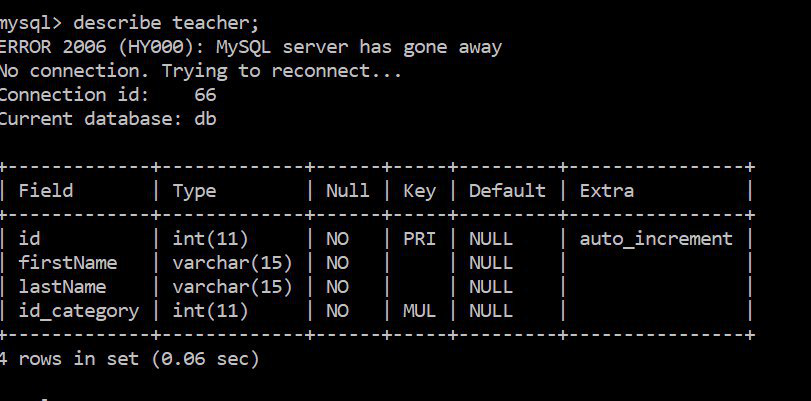 mysql> describe teacher;
ERROR 2006 (HY000): MySQL server has gone away
No connection. Trying to reconnect...
Connection id:    66
Current database: db
+-------------+-------------+------+-----+---------+----------------+
| Field       | Type        | Null | Key | Default | Extra          |
+-------------+-------------+------+-----+---------+----------------+
| id          | int(11)     | NO   | PRI | NULL    | auto_increment |
| firstName   | varchar(15) | NO   |     | NULL    |                |
| lastName    | varchar(15) | NO   |     | NULL    |                |
| id_category | int(11)     | NO   | MUL | NULL    |                |
+-------------+-------------+------+-----+---------+----------------+
4 rows in set (0.06 sec)